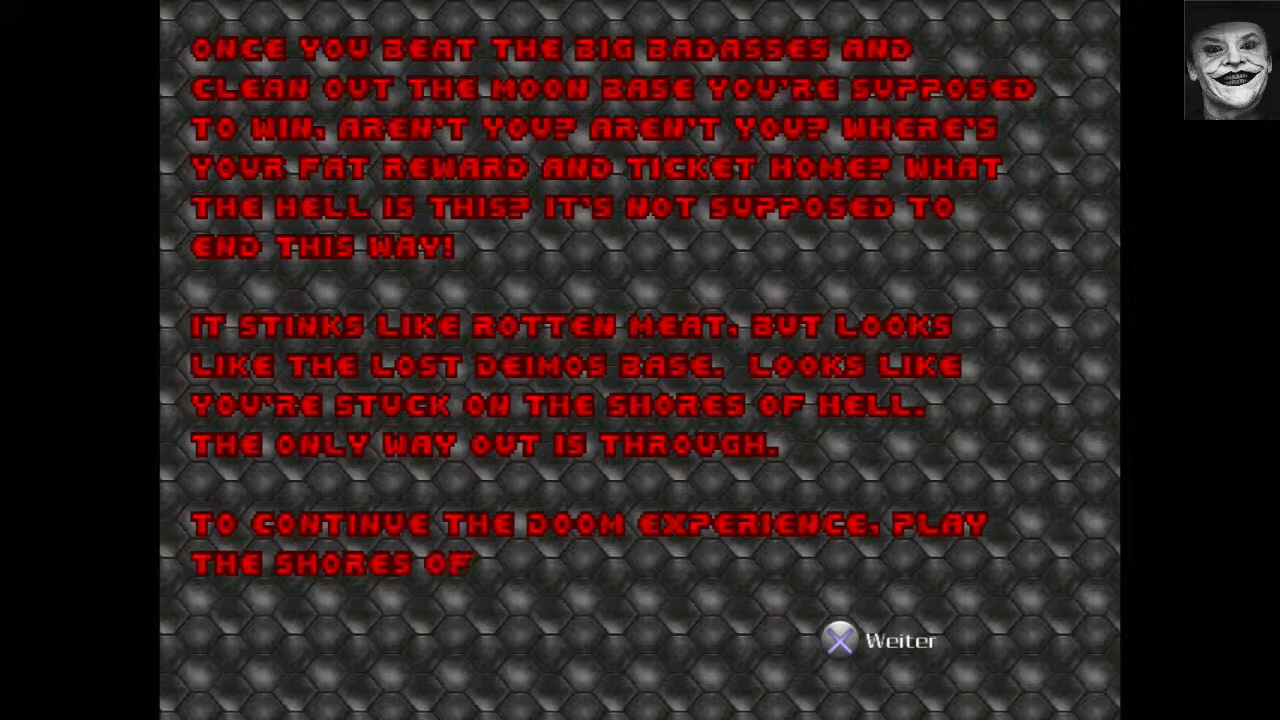 ONCE YOU BEAT THE BIG BADASSES AND
CLEAN OUT THE MOON BASE YOU'RE SUPPOSED
TO WIN, AREN'T YOU? AREN'T YOU? WHERE'S
YOUR FAT REWARD AND TICKET HOME? WHAT
THE HELL IS THIS? IT'S NOT SUPPOSED TO
END THIS WAY!
IT STINKS LIKE ROTTEN MEAT, BUT LOOKS
LIKE THE LOST DEIMOS BASE.  LOOKS LIKE
YOU'RE STUCK ON THE SHORES OF HELL.
THE ONLY WAY OUT IS THROUGH.
TO CONTINUE THE DOOM EXPERIENCE, PLAY
THE SHORES OF
Weiter